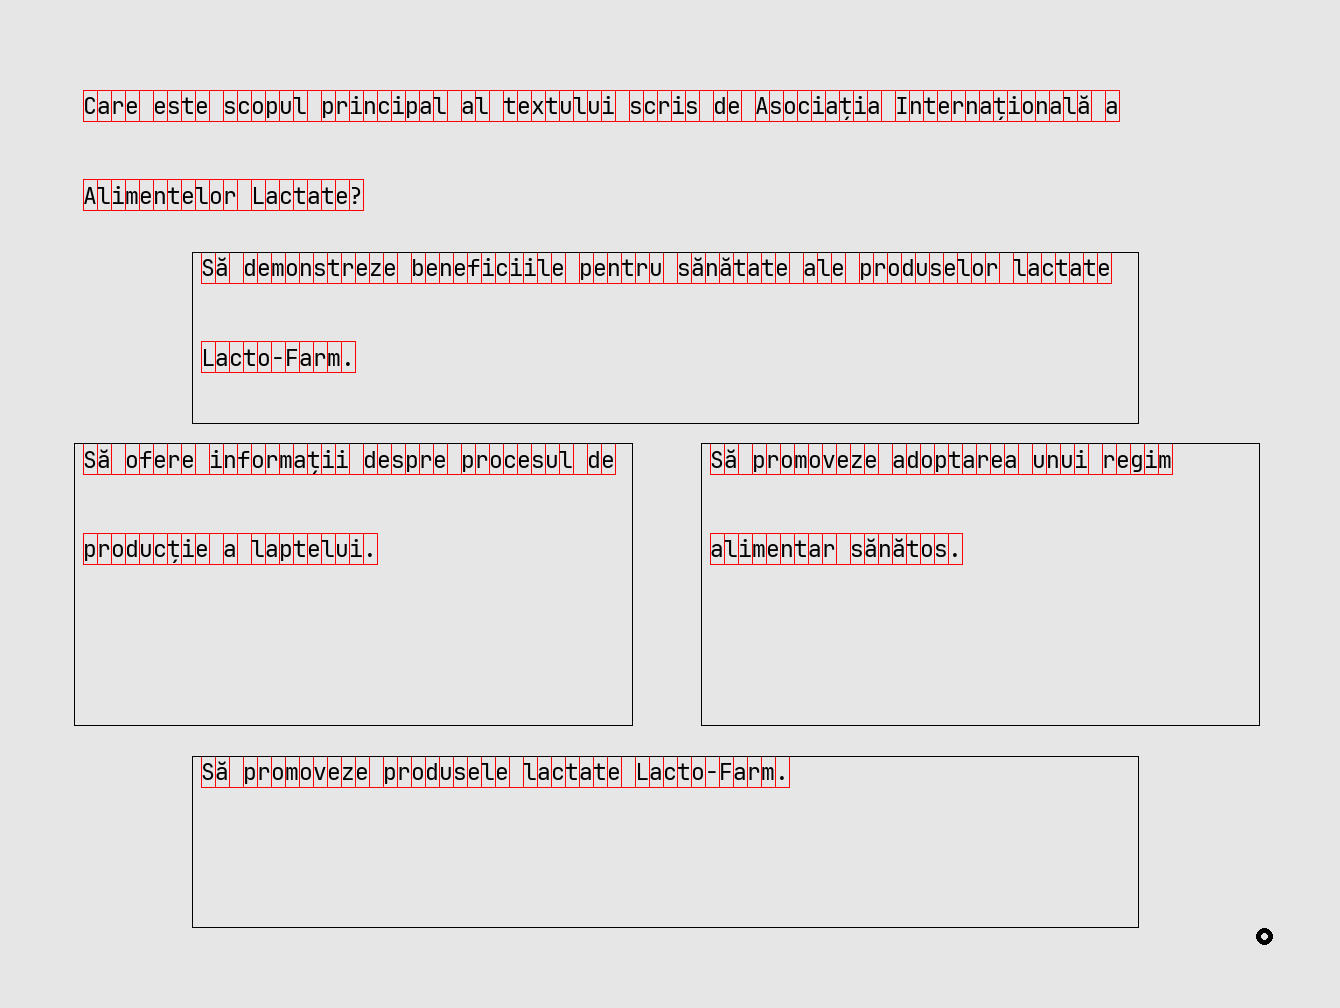 Care este scopul principal al textului scris de Asociația Internațională a
Alimentelor Lactate?
Să demonstreze beneficiile pentru sănătate ale produselor lactate
Lacto-Farm.
Să ofere informații despre procesul de
producție a laptelui.
Să promoveze adoptarea unui regim
alimentar sănătos.
Să promoveze produsele lactate Lacto-Farm.